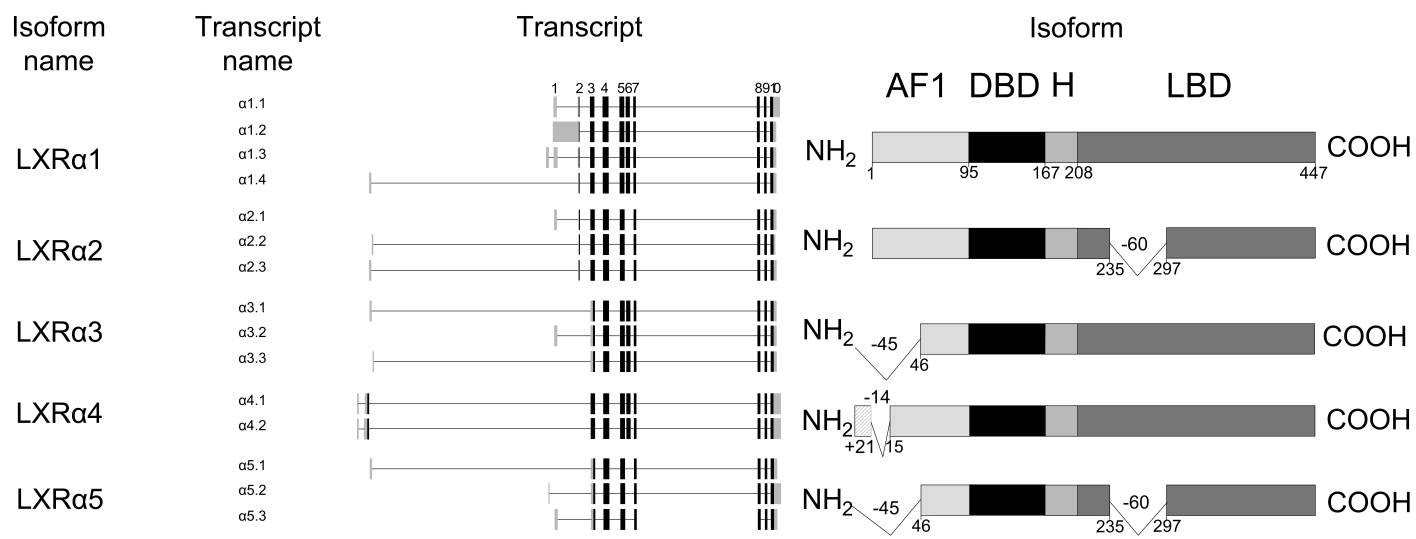 Isoform name
Transcript name
Transcript
Isoform
AF1 DBD H LBD
1 2 3 4 5 6 7 8 9 10
LXRα1
α1.1
α1.2
α1.3
α1.4
NH2 COOH
1 95 167 208 447
LXRα2
α2.1
α2.2
α2.3
NH2 -60 COOH
235 297
LXRα3
α3.1
α3.2
α3.3
NH2 -45 COOH
46
LXRα4
α4.1
α4.2
-14
NH2 COOH
+21 15
LXRα5
α5.1
α5.2
α5.3
NH2 -45 -60 COOH
46 235 297